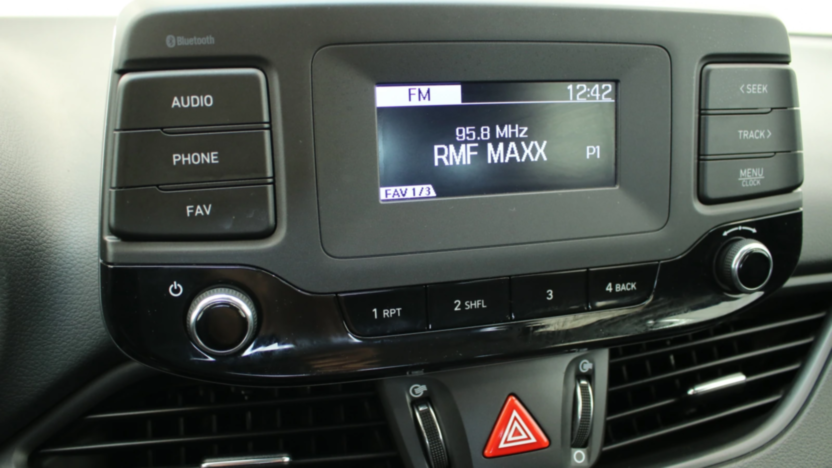 Bluetooth
AUDIO
PHONE
FAV
FM 12:42
95.8 MHz
RMF MAXX P1
FAV 1/3
< SEEK
TRACK >
MENU
CLOCK
1 RPT 2 SHFL 3 4 BACK